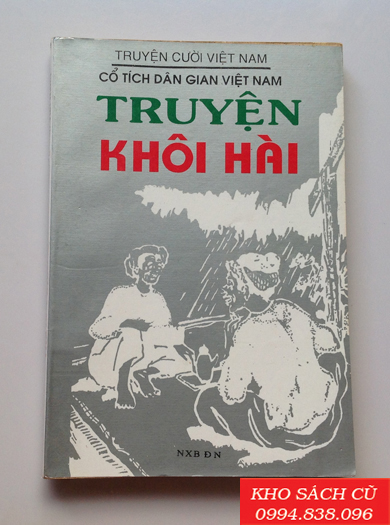 TRUYỆN CƯỜI VIỆT NAM
CỔ TÍCH DÂN GIAN VIỆT NAM
TRUYỆN
KHÔI HÀI
NXB ĐN
KHO SÁCH CŨ
0994.838.096